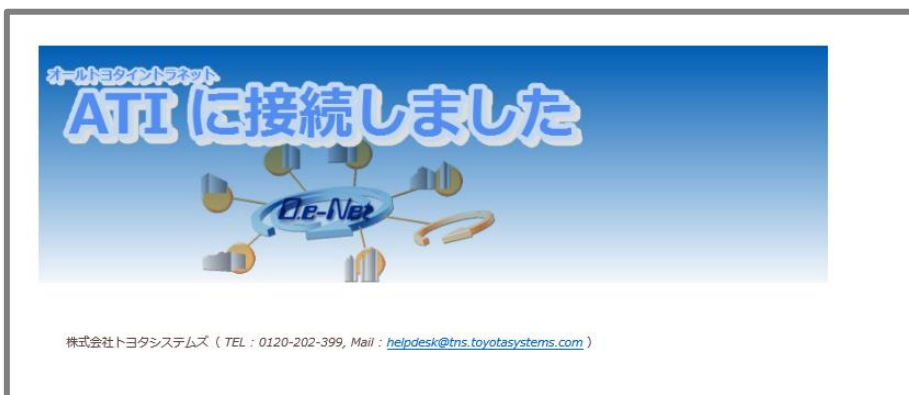 オールトヨタイントラネット
ATI に接続しました
D.e-Net
株式会社トヨタシステムズ（ TEL : 0120-202-399, Mail : helpdesk@tns.toyotasystems.com ）